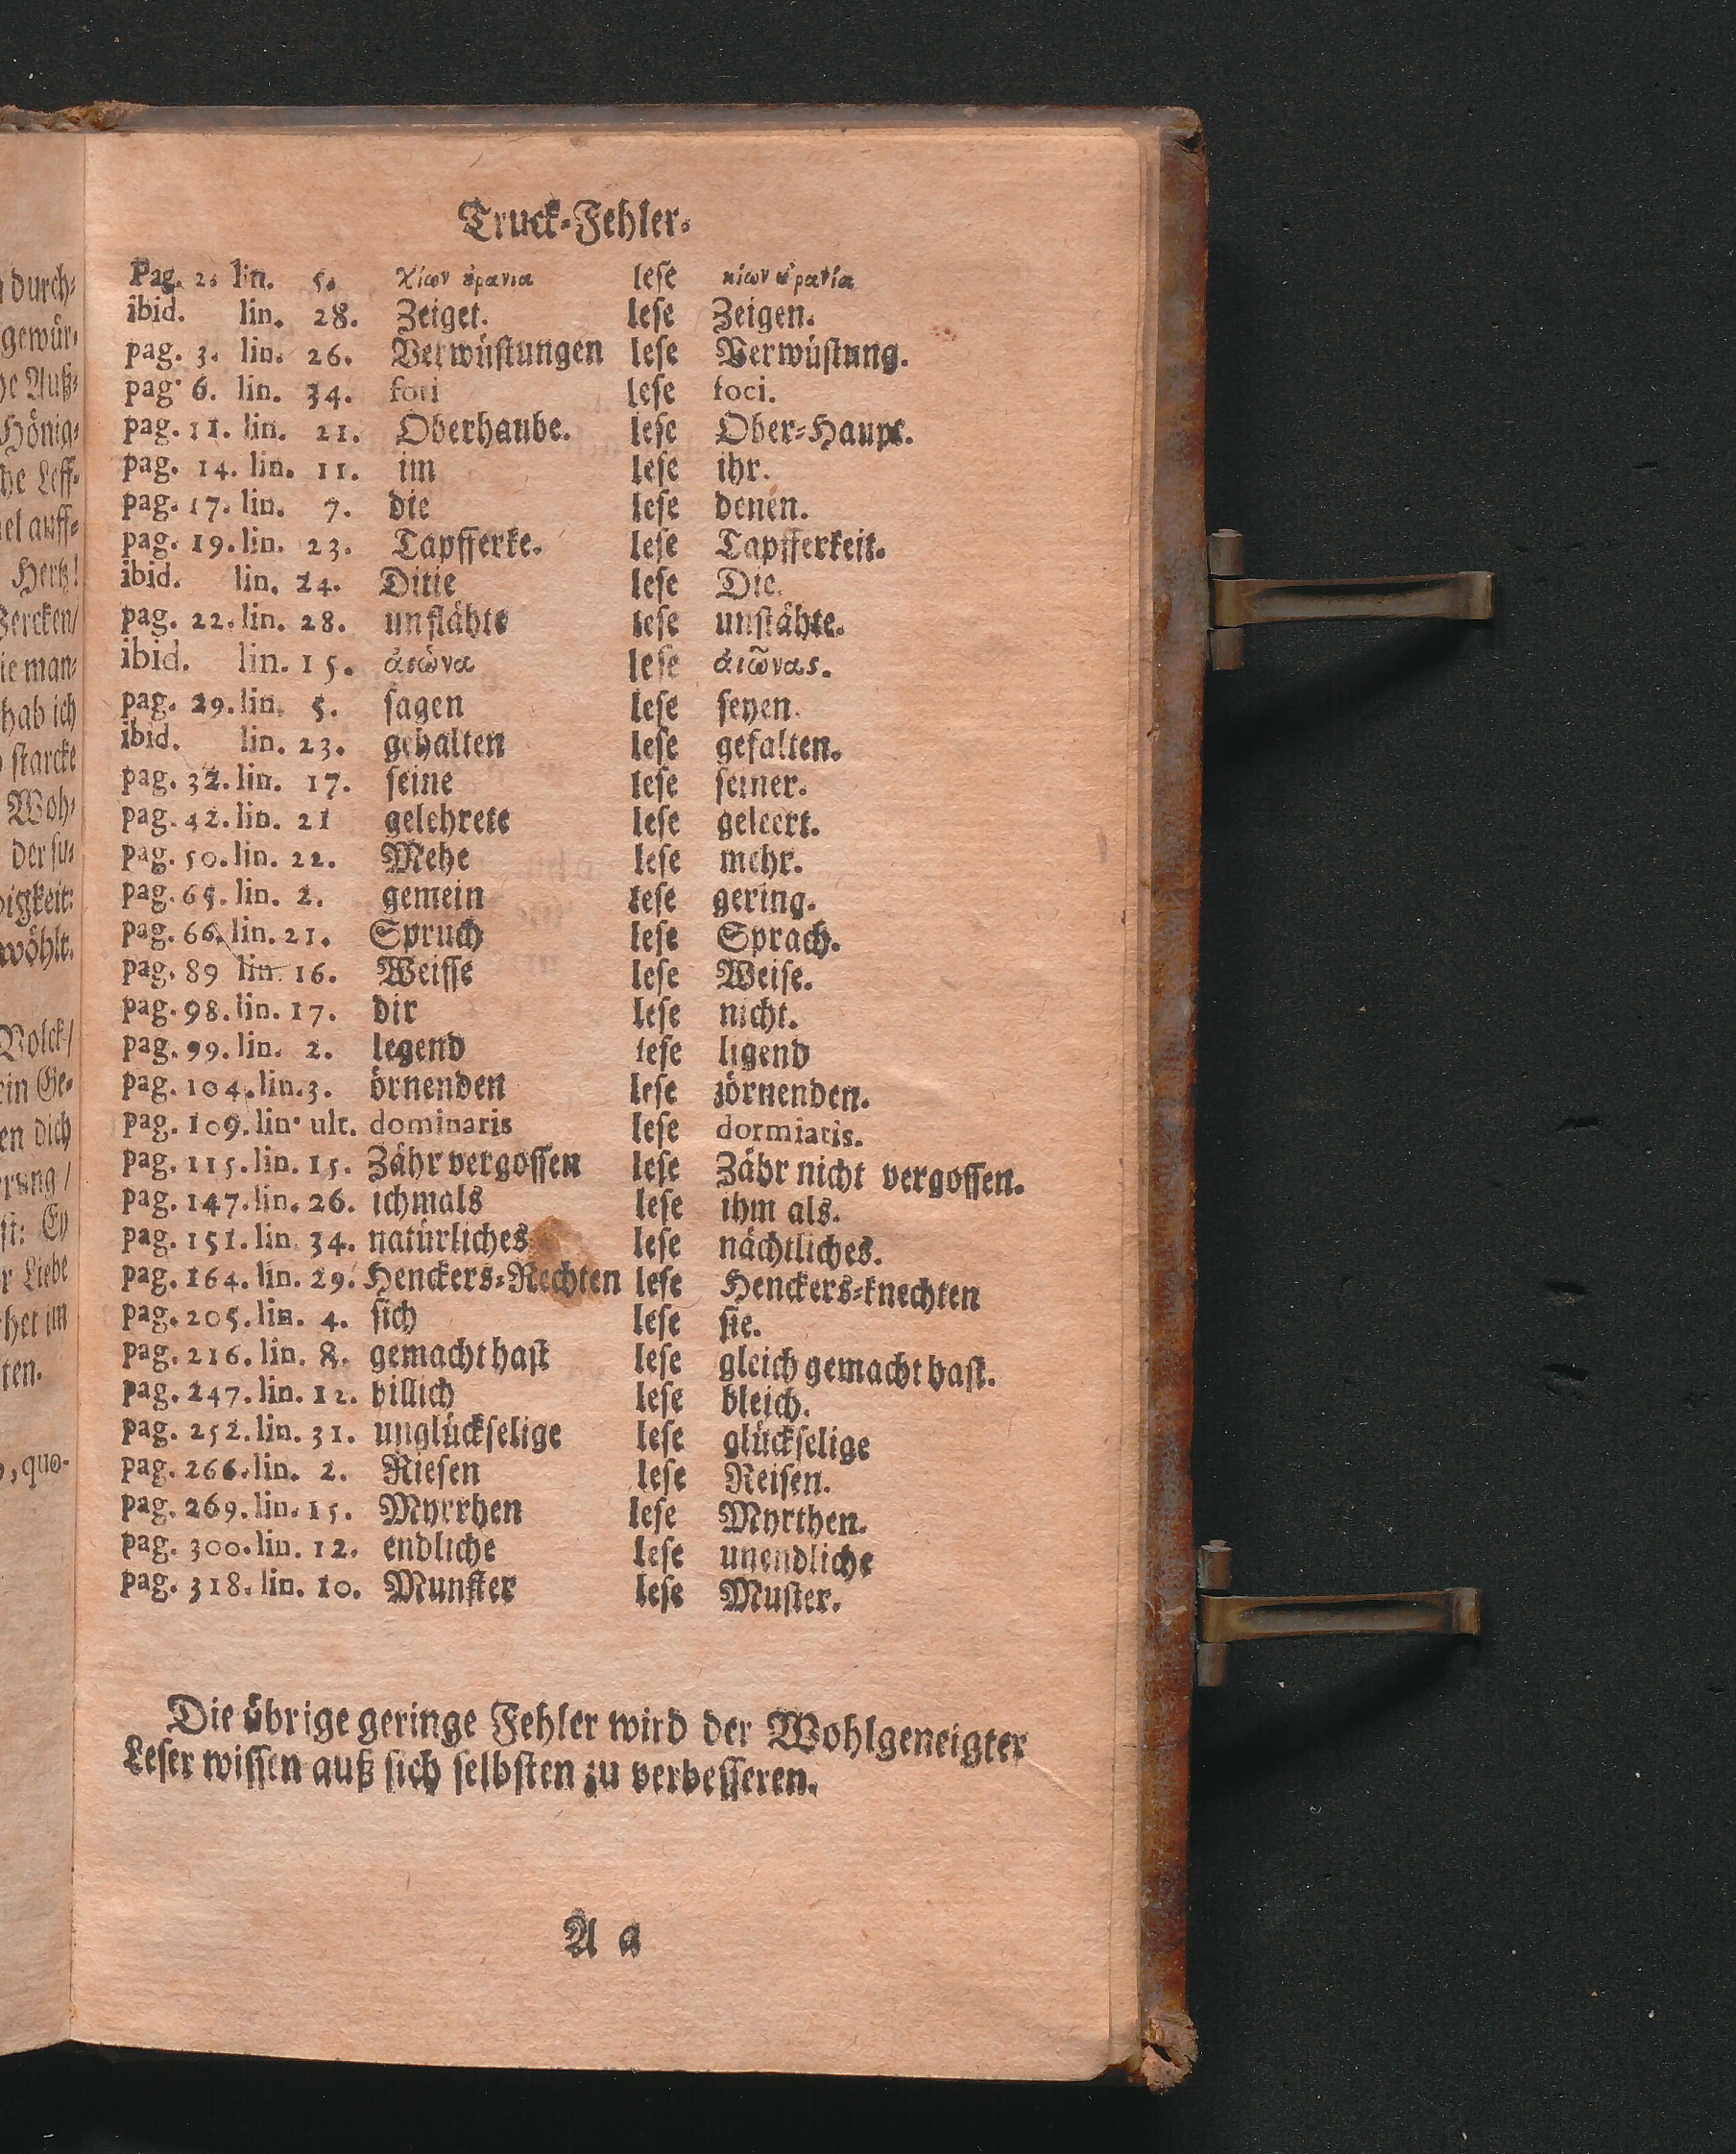 Truck-Fehler.
Pag. 2. lin. 5. χίων ȣ̓ρανια lese κίων ȣ̓ρανία
ibid. lin. 28. Zeiget. lese Zeigen.
pag. 3. lin. 26. Verwüstungen lese Verwüstung.
pag. 6. lin. 34. fori lese foci.
pag. 11. lin. 21. Oberhaube. lese Ober-Haupt.
pag. 14. lin. 11. im lese ihr.
pag. 17. lin. 7. die lese denen.
pag. 19. lin. 23. Tapfferke. lese Tapfferkeit.
ibid. lin. 24. Ditie lese Die.
pag. 22. lin. 28. unslähte lese unstähte.
ibid. lin. 15. ἀιὼνα lese ἀιῶνας.
pag. 29. lin. 5. sagen lese seyen.
ibid. lin. 23. gehalten lese gefalten.
pag. 32. lin. 17. seine lese seiner.
pag. 42. lin. 21 gelehrete lese geleert.
pag. 50. lin. 22. Mehe lese mehr.
pag. 65. lin. 2. gemein lese gering.
pag. 66. lin. 21. Spruch lese Sprach.
pag. 89 lin. 16. Weisse lese Weise.
pag. 98. lin. 17. dir lese nicht.
pag. 99. lin. 2. legend lese ligend
pag. 104. lin. 3. örnenden lese zörnenden.
pag. 109. lin. ult. dominaris lese dormiatis.
pag. 115. lin. 15. Zähr vergossen lese Zähr nicht vergossen.
pag. 147. lin. 26. ichmals lese ihm als.
pag. 151. lin. 34. natürliches lese nächtliches.
pag. 164. lin. 29. Henckers-Rechten lese Henckers-knechten
pag. 205. lin. 4. sich lese sie.
pag. 216. lin. 8. gemacht hast lese gleich gemacht hast.
pag. 247. lin. 12. billich lese bleich.
pag. 252. lin. 31. unglückselige lese glückselige
pag. 266. lin. 2. Riesen lese Reisen.
pag. 269. lin. 15. Myrrhen lese Myrthen.
pag. 300. lin. 12. endliche lese unendliche
pag. 318. lin. 10. Munster lese Muster.
Die übrige geringe Fehler wird der Wohlgeneigter
Leser wissen auß sich selbsten zu verbesseren.
A a